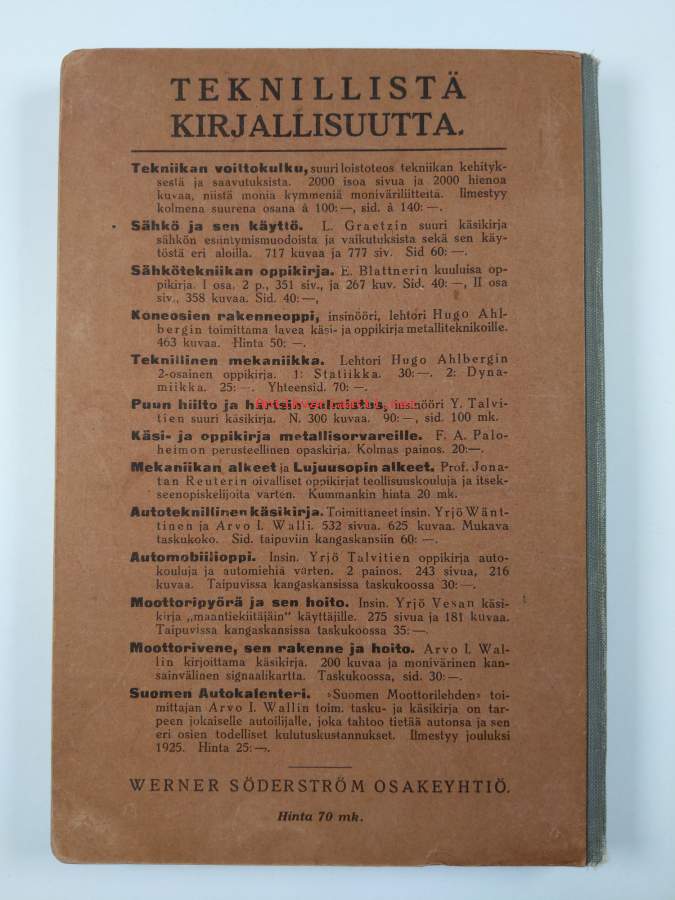 TEKNILLISTÄ
KIRJALLISUUTTA.
Tekniikan voittokulku, suuri loistoteos tekniikan kehityk-
sestä ja saavutuksista. 2000 isoa sivua ja 2000 hienoa
kuvaa, niistä monia kymmeniä moniväriliitteitä. Ilmestyy
kolmena suurena osana à 100:—, sid. à 140:—.
Sähkö ja sen käyttö. L. Graetzin suuri käsikirja
sähkön esiintymismuodoista ja vaikutuksista sekä sen käy-
töstä eri aloilla. 717 kuvaa ja 777 siv. Sid 60: —.
Sähkötekniikan oppikirja. E. Blattnerin kuuluisa op-
pikirja. I osa. 2 p., 351 siv., ja 267 kuv. Sid. 40: —, II osa
siv., 358 kuvaa. Sid. 40: —,
Koneosien rakenneoppi, insinööri, lehtori Hugo Ahl-
bergin toimittama lavea käsi- ja oppikirja metalliteknikoille.
463 kuvaa. Hinta 50: —.
Teknillinen mekaniikka. Lehtori Hugo Ahlbergin
2-osainen oppikirja. 1: Statiikka. 30: —. 2: Dyna-
miikka. 25: —. Yhteensid. 70: —.
Puun hiilto ja insinööri Y. Talvi-
tien suuri käsikirja. N. 300 kuvaa. 90: —, sid. 100 mk.
Käsi- ja oppikirja metallisorvareille. F. A. Palo-
heimon perusteellinen opaskirja. Kolmas painos. 20:—.
Mekaniikan alkeet ja Lujuusopin alkeet. Prof. Jona-
tan Reuterin oivalliset oppikirjat teollisuuskouluja ja itsek-
seenopiskelijoita varten. Kummankin hinta 20 mk.
Autoteknillinen käsikirja. Toimittaneet insin. Yrjö Wänt-
tinen ja Arvo I. Walli. 532 sivua. 625 kuvaa. Mukava
taskukoko. Sid. taipuviin kangaskansiin 60: —.
Automobiilioppi. Insin. Yrjö Talvitien oppikirja auto-
kouluja ja automiehiä varten. 2 painos. 243 sivua, 216
kuvaa. Taipuvissa kangaskansissa taskukoossa 30: —.
Moottoripyörä ja sen hoito. Insin. Yrjö Vesan käsi-
kirja „maantiekiitäjäin" käyttäjille. 275 sivua ja 181 kuvaa.
Taipuvissa kangaskansissa taskukoossa 35: —.
Moottorivene, sen rakenne ja hoito. Arvo I. Wal-
lin kirjoittama käsikirja. 200 kuvaa ja monivärinen kan-
sainvälinen signaalikartta. Taskukoossa, sid. 30: —.
Suomen Autokalenteri. »Suomen Moottorilehden» toi-
mittajan Arvo I. Wallin toim. tasku- ja käsikirja on tar-
peen jokaiselle autoilijalle, joka tahtoo tietää autonsa ja sen
eri osien todelliset kulutuskustannukset. Ilmestyy jouluksi
1925. Hinta 25: —.
WERNER SÖDERSTRÖM OSAKEYHTIÖ.
Hinta 70 mk.